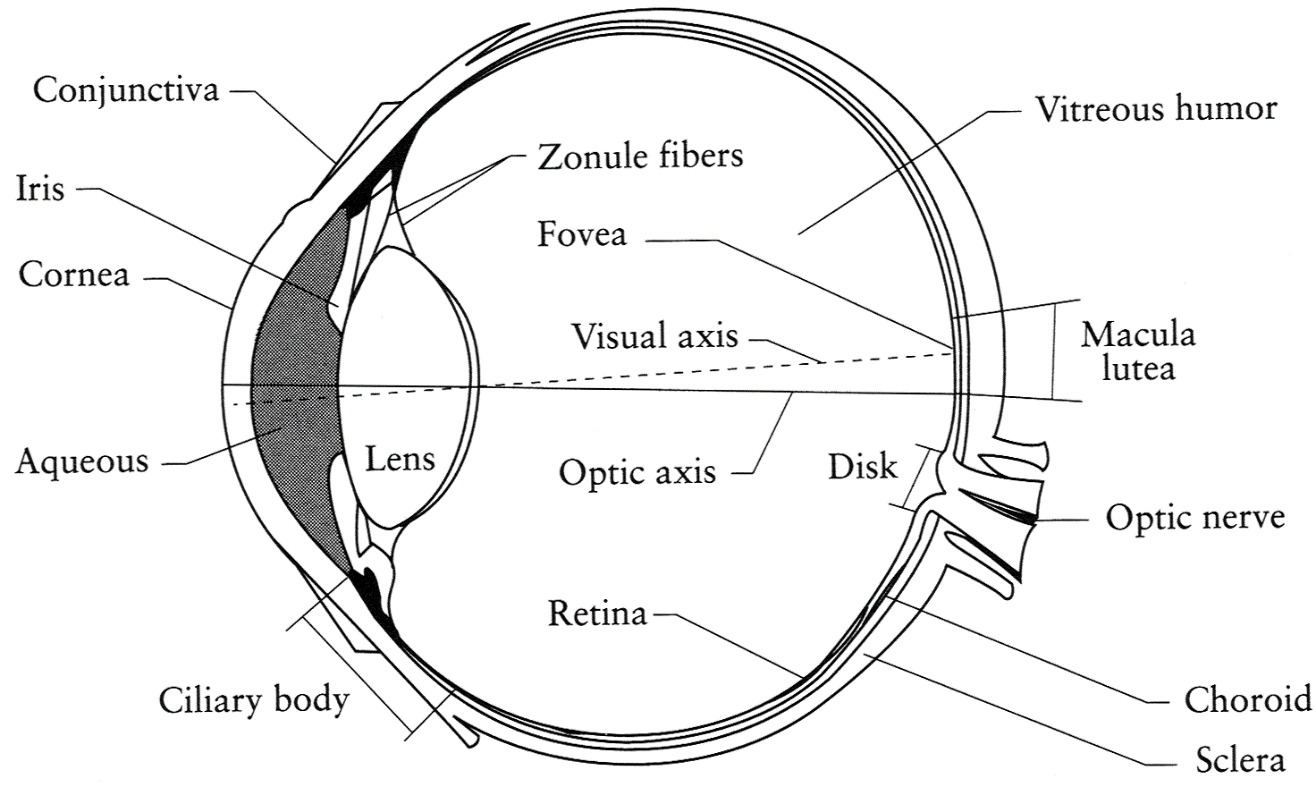 Conjunctiva
Vitreous humor
Zonule fibers
Iris
Fovea
Cornea
Visual axis
Macula
lutea
Aqueous
Lens
Optic axis
Disk
Optic nerve
Retina
Ciliary body
Choroid
Sclera